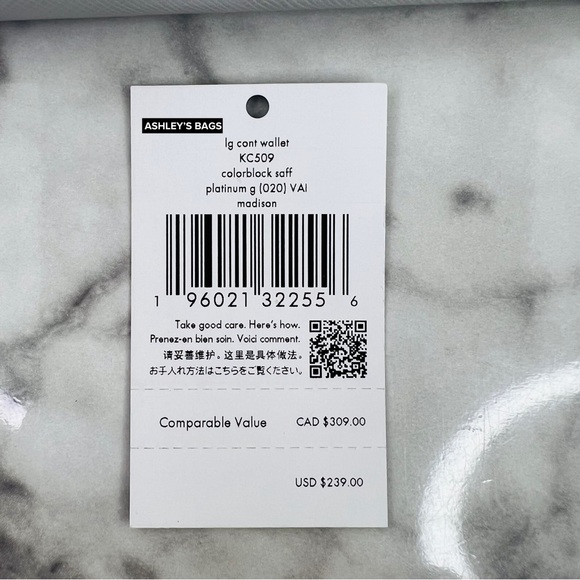 ASHLEY'S BAGS
lg cont wallet
KC509
colorblock saff
platinum g (020) VAI
madison
1 96021 32255 6
Take good care. Here's how.
Prenez-en bien soin. Voici comment.
请妥善维护。这里是具体做法。
お手入れ方法はこちらをご覧ください。
Comparable Value CAD $309.00
USD $239.00